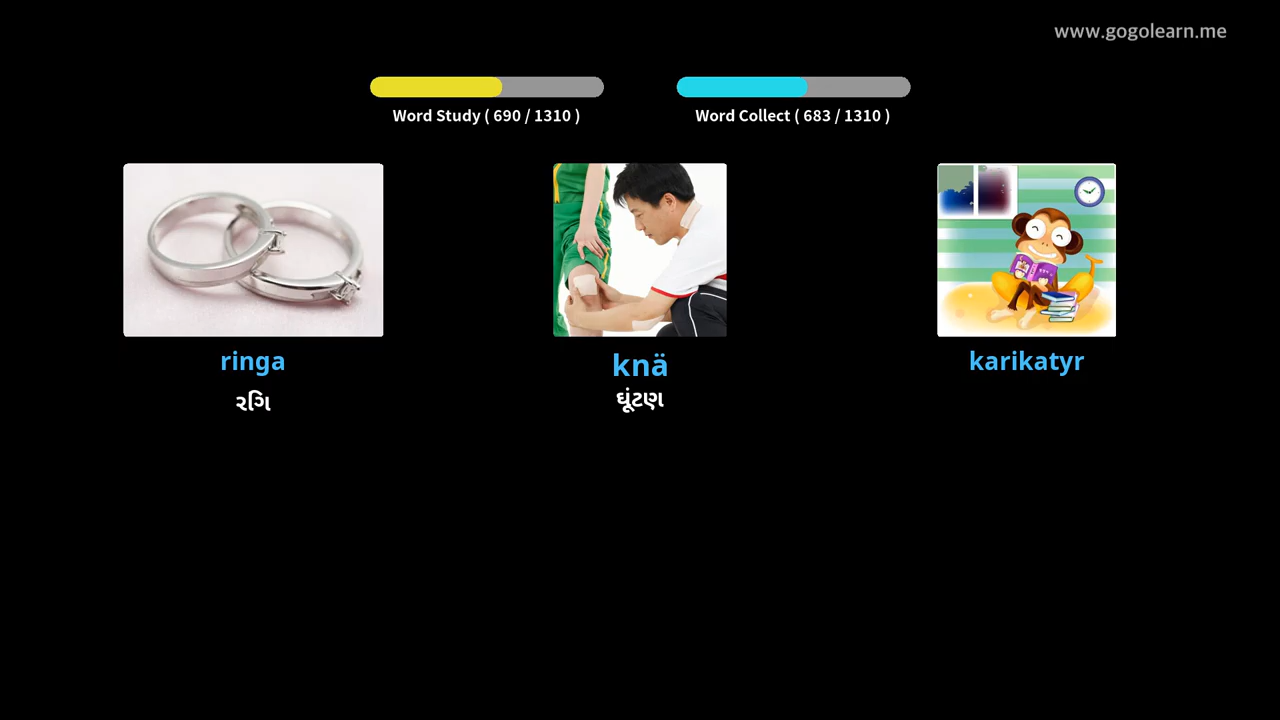 www.gogolearn.me
Word Study ( 690 / 1310 )
Word Collect ( 683 / 1310 )
ringa
knä
karikatyr
રિંગ
ઘૂંટણ